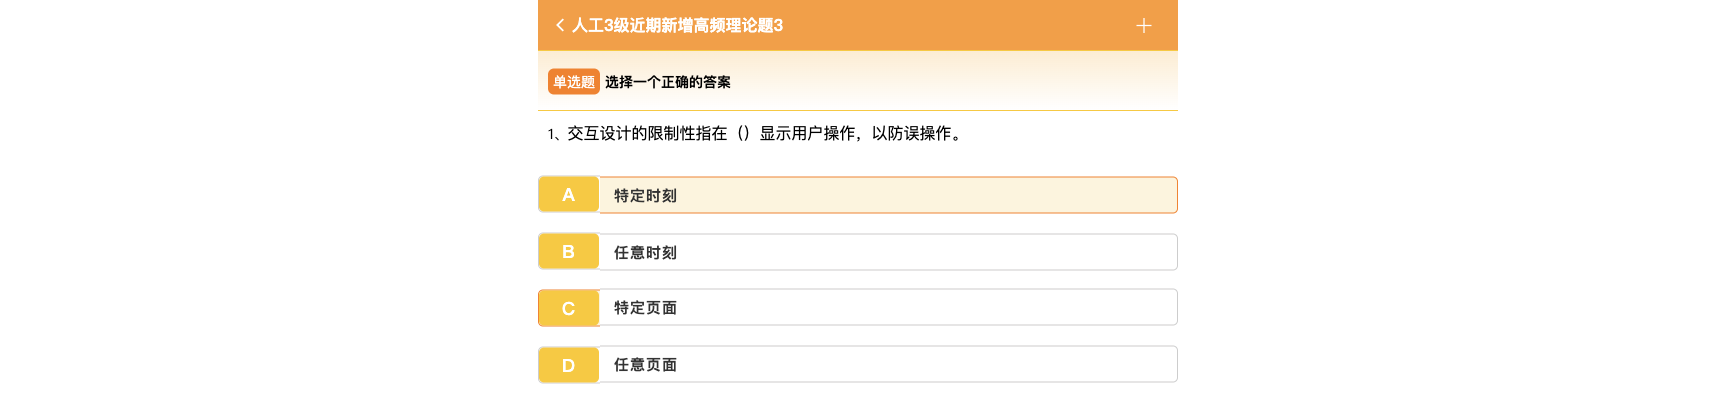 人工3级近期新增高频理论题3
单选题 选择一个正确的答案
1、交互设计的限制性指在（）显示用户操作，以防误操作。
A 特定时刻
B 任意时刻
C 特定页面
D 任意页面